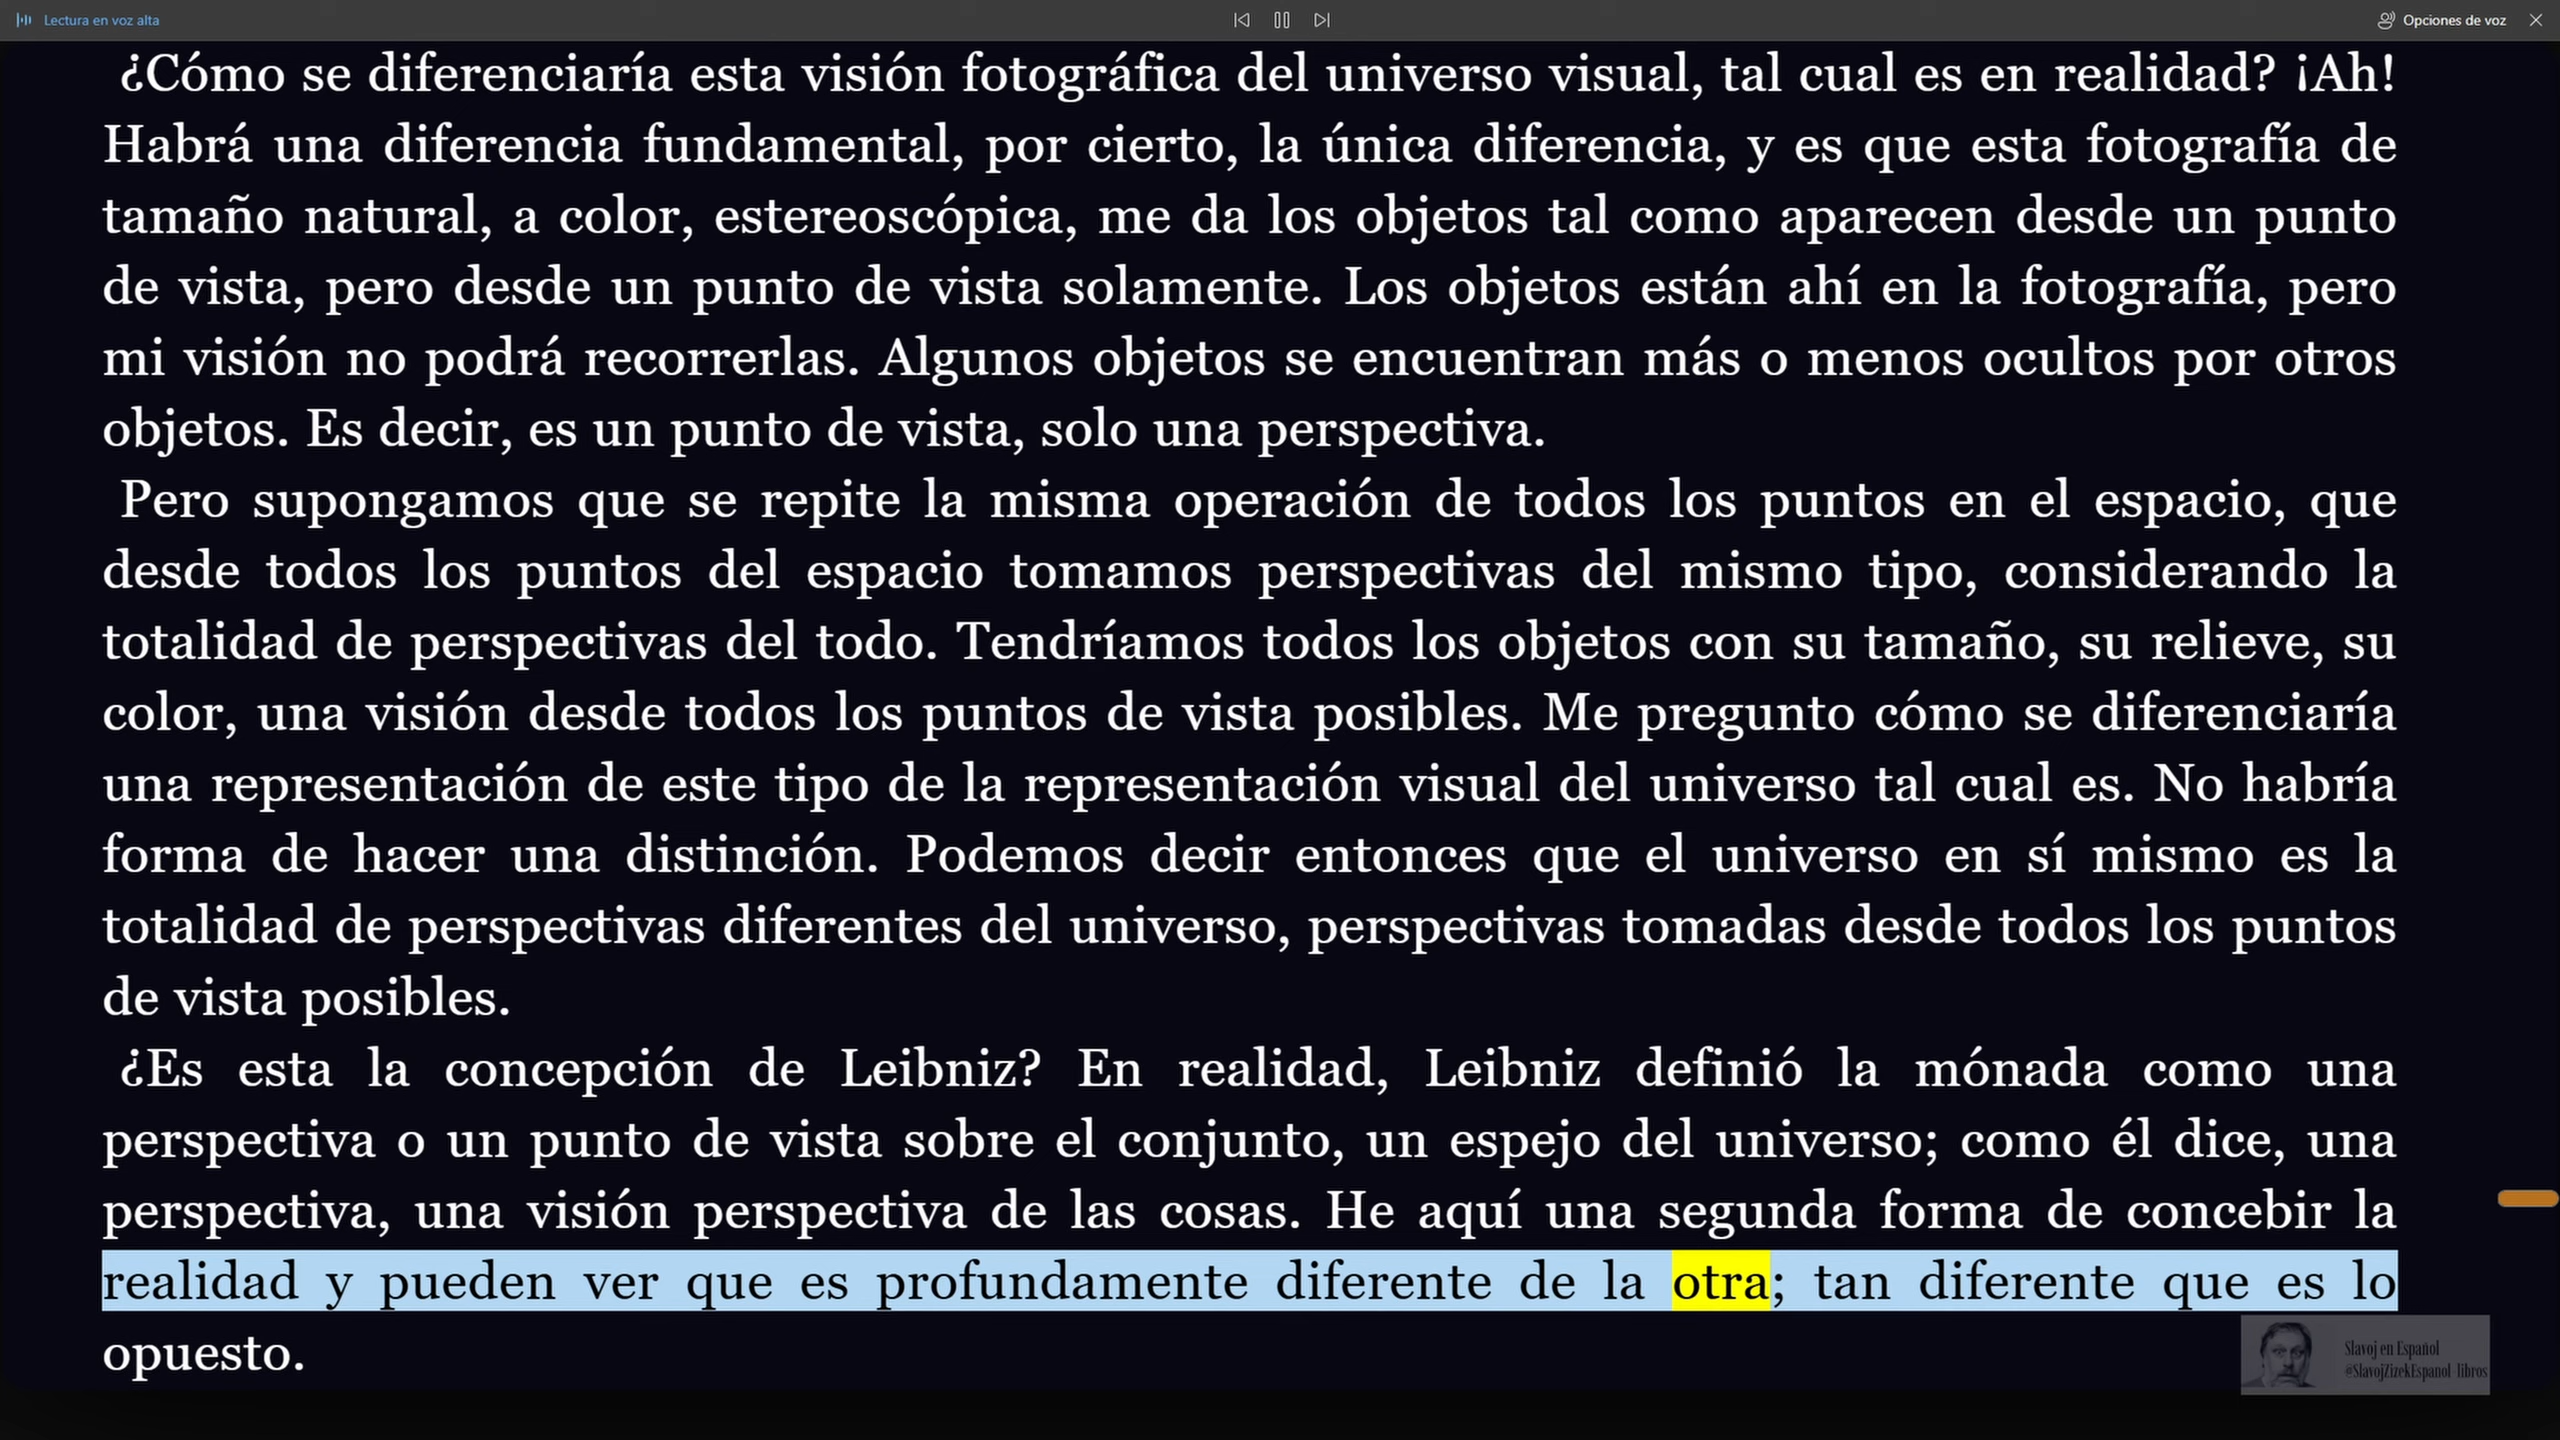 Lectura en voz alta
Opciones de voz
¿Cómo se diferenciaría esta visión fotográfica del universo visual, tal cual es en realidad? ¡Ah!
Habrá una diferencia fundamental, por cierto, la única diferencia, y es que esta fotografía de
tamaño natural, a color, estereoscópica, me da los objetos tal como aparecen desde un punto
de vista, pero desde un punto de vista solamente. Los objetos están ahí en la fotografía, pero
mi visión no podrá recorrerlas. Algunos objetos se encuentran más o menos ocultos por otros
objetos. Es decir, es un punto de vista, solo una perspectiva.
Pero supongamos que se repite la misma operación de todos los puntos en el espacio, que
desde todos los puntos del espacio tomamos perspectivas del mismo tipo, considerando la
totalidad de perspectivas del todo. Tendríamos todos los objetos con su tamaño, su relieve, su
color, una visión desde todos los puntos de vista posibles. Me pregunto cómo se diferenciaría
una representación de este tipo de la representación visual del universo tal cual es. No habría
forma de hacer una distinción. Podemos decir entonces que el universo en sí mismo es la
totalidad de perspectivas diferentes del universo, perspectivas tomadas desde todos los puntos
de vista posibles.
¿Es esta la concepción de Leibniz? En realidad, Leibniz definió la mónada como una
perspectiva o un punto de vista sobre el conjunto, un espejo del universo; como él dice, una
perspectiva, una visión perspectiva de las cosas. He aquí una segunda forma de concebir la
realidad y pueden ver que es profundamente diferente de la otra; tan diferente que es lo
opuesto.
Slavoj en Español
@SlavojZizekEspanol_libros